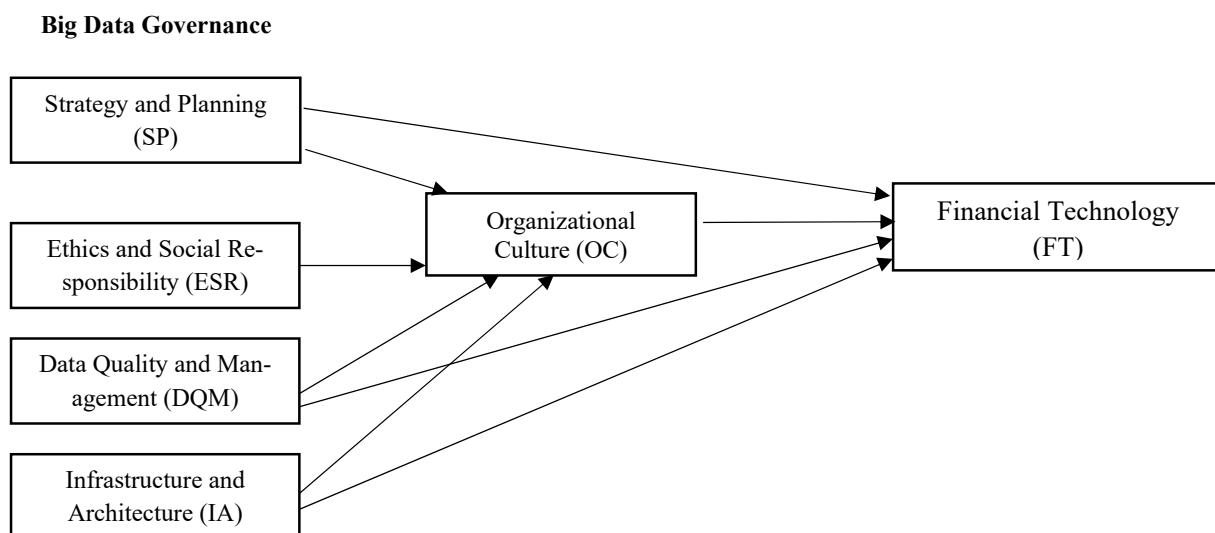 Big Data Governance
Strategy and Planning
(SP)
Ethics and Social Re-
sponsibility (ESR)
Data Quality and Man-
agement (DQM)
Infrastructure and
Architecture (IA)
Organizational
Culture (OC)
Financial Technology
(FT)